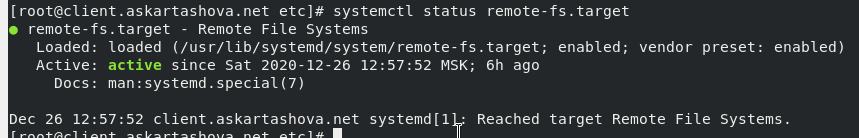 [root@client.askartashova.net etc]# systemctl status remote-fs.target
● remote-fs.target - Remote File Systems
Loaded: loaded (/usr/lib/systemd/system/remote-fs.target; enabled; vendor preset: enabled)
Active: active since Sat 2020-12-26 12:57:52 MSK; 6h ago
Docs: man:systemd.special(7)
Dec 26 12:57:52 client.askartashova.net systemd[1]: Reached target Remote File Systems.
[root@client.askartashova.net etc]#